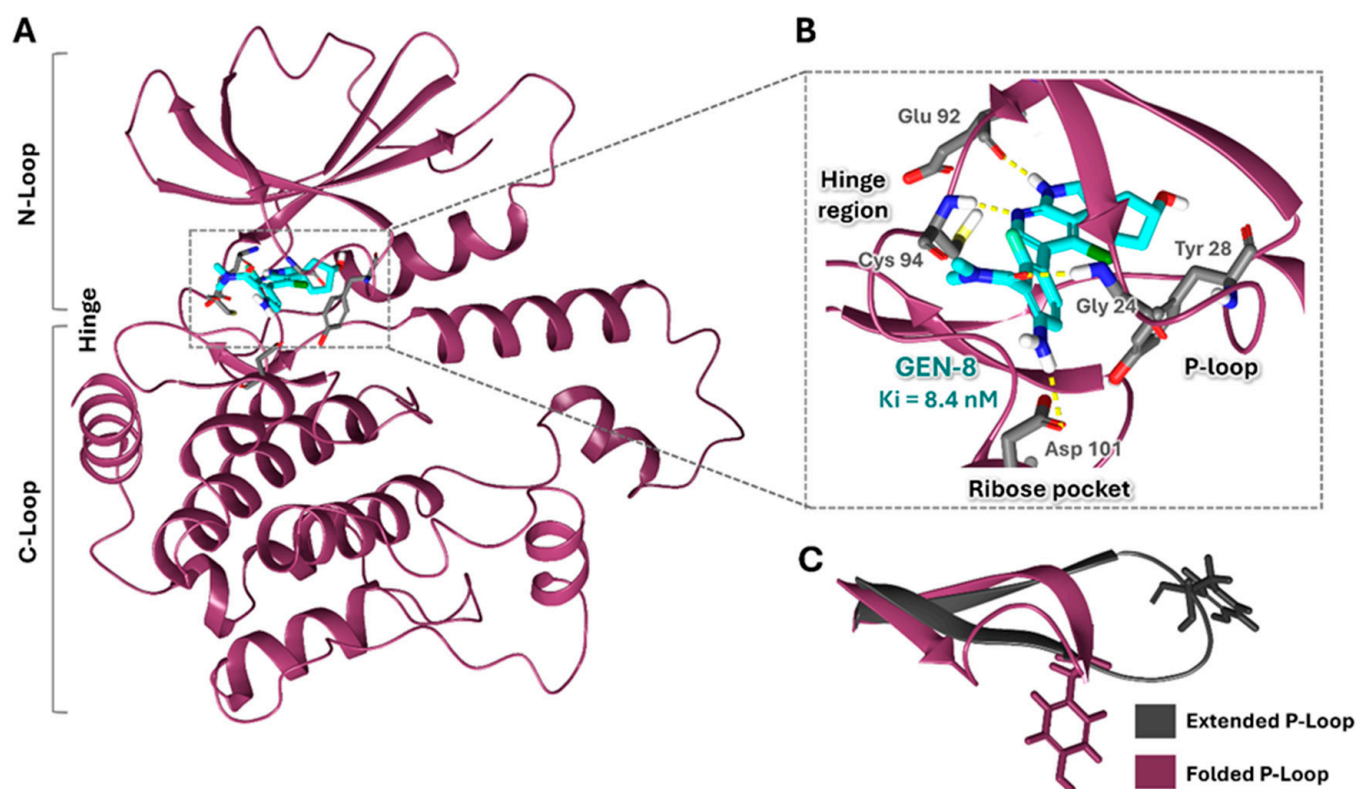 A
N-Loop
Hinge
C-Loop
B
Glu 92
Hinge
region
Cys 94
Tyr 28
Gly 24
GEN-8
P-loop
Ki = 8.4 nM
Asp 101
Ribose pocket
C
Extended P-Loop
Folded P-Loop